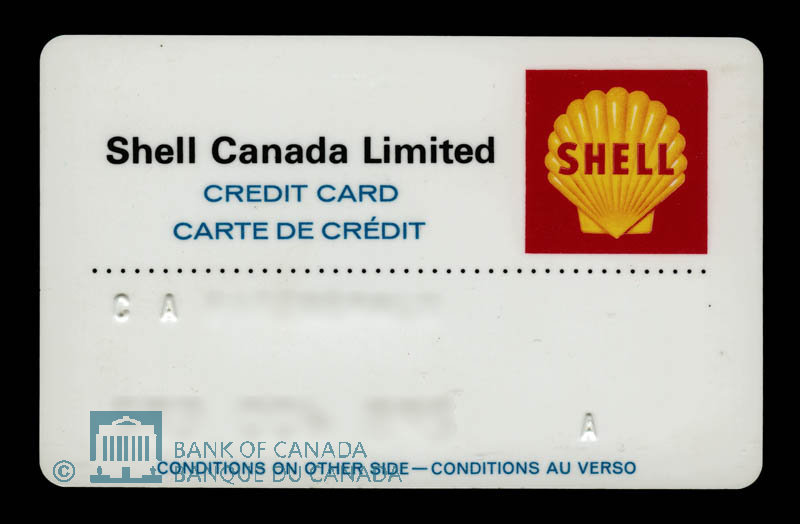 Shell Canada Limited
SHELL
CREDIT CARD
CARTE DE CRÉDIT
C A
A
© BANK OF CANADA
BANQUE DU CANADA
CONDITIONS ON OTHER SIDE—CONDITIONS AU VERSO